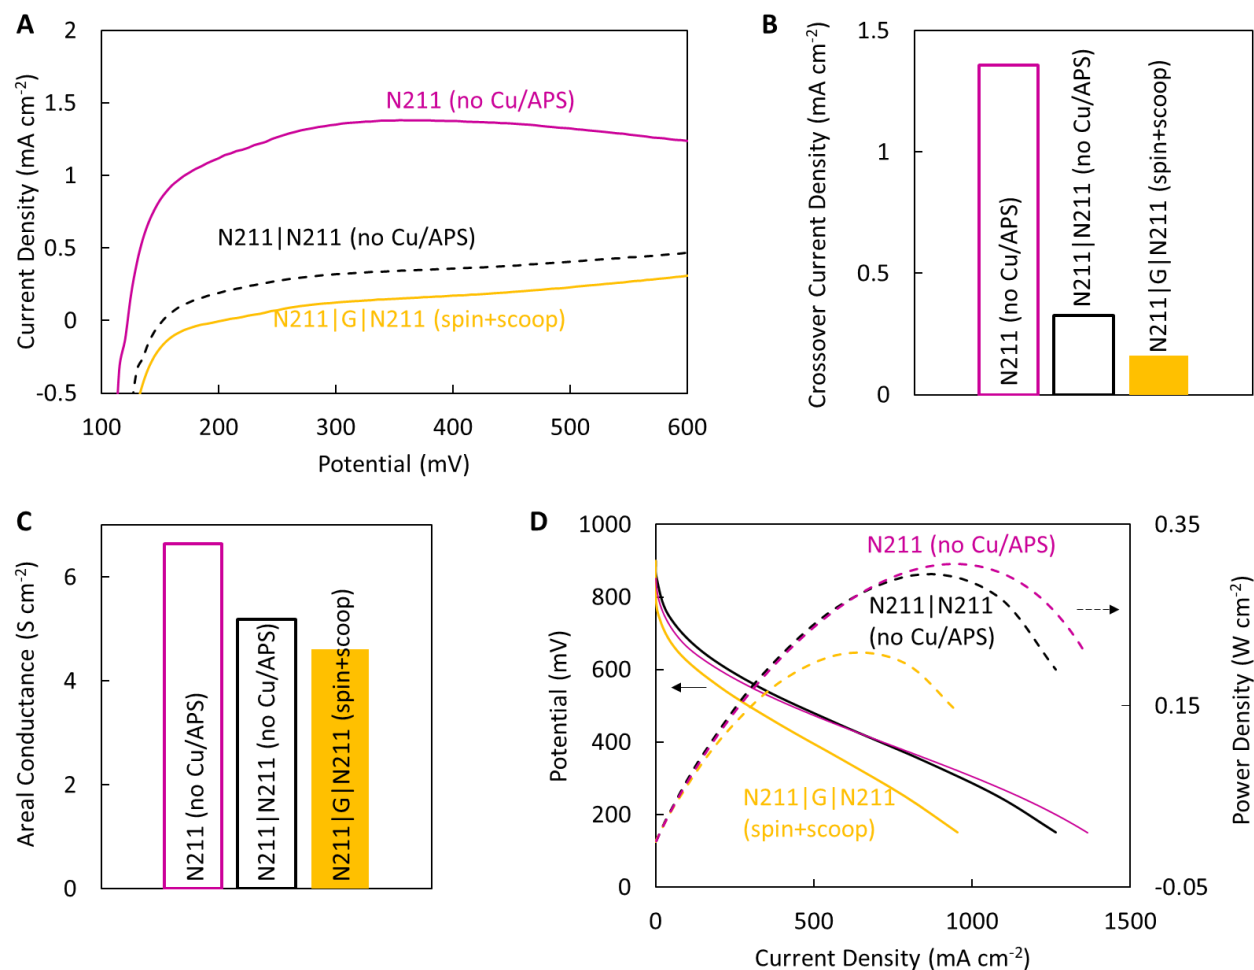 A
Current Density (mA cm-2)
2
1.5
1
0.5
0
-0.5
N211 (no Cu/APS)
N211|N211 (no Cu/APS)
N211|G|N211 (spin+scoop)
100 200 300 400 500 600
Potential (mV)
B
Crossover Current Density (mA cm-2)
1.5
1
0.5
0
N211 (no Cu/APS)
N211|N211 (no Cu/APS)
N211|G|N211 (spin+scoop)
C
Areal Conductance (S cm-2)
6
4
2
0
N211 (no Cu/APS)
N211|N211 (no Cu/APS)
N211|G|N211 (spin+scoop)
D
Potential (mV)
1000
800
600
400
200
0
N211 (no Cu/APS)
N211|N211
(no Cu/APS)
N211|G|N211
(spin+scoop)
0.35
0.15
-0.05
Power Density (W cm-2)
0 500 1000 1500
Current Density (mA cm-2)